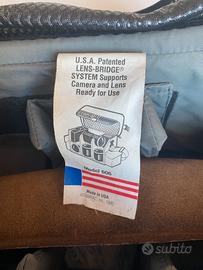 U.S.A. Patented
LENS-BRIDGE®
SYSTEM Supports
Camera and Lens
Ready for Use
Model 606
Made in USA
subito